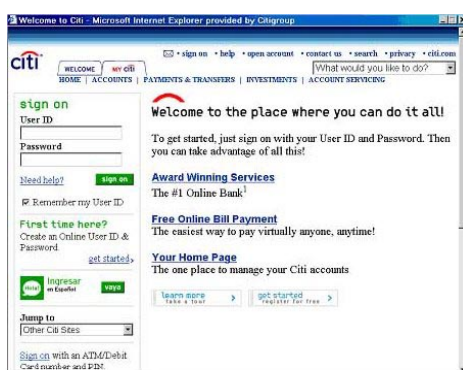 Welcome to Citi - Microsoft Internet Explorer provided by Citigroup
citi
WELCOME MY CITI
• sign on • help • open account • contact us • search • privacy • citi.com
What would you like to do?
HOME | ACCOUNTS | PAYMENTS & TRANSFERS | INVESTMENTS | ACCOUNT SERVICING
sign on
User ID
Password
Need help? sign on
Remember my User ID
First time here?
Create an Online User ID &
Password
get started
Hola! Ingresar
en Español vaya
Jump to
Other Citi Sites
Sign on with an ATM/Debit
Card number and PIN.
Welcome to the place where you can do it all!
To get started, just sign on with your User ID and Password. Then
you can take advantage of all this!
Award Winning Services
The #1 Online Bank1
Free Online Bill Payment
The easiest way to pay virtually anyone, anytime!
Your Home Page
The one place to manage your Citi accounts
learn more
take a tour
get started
register for free